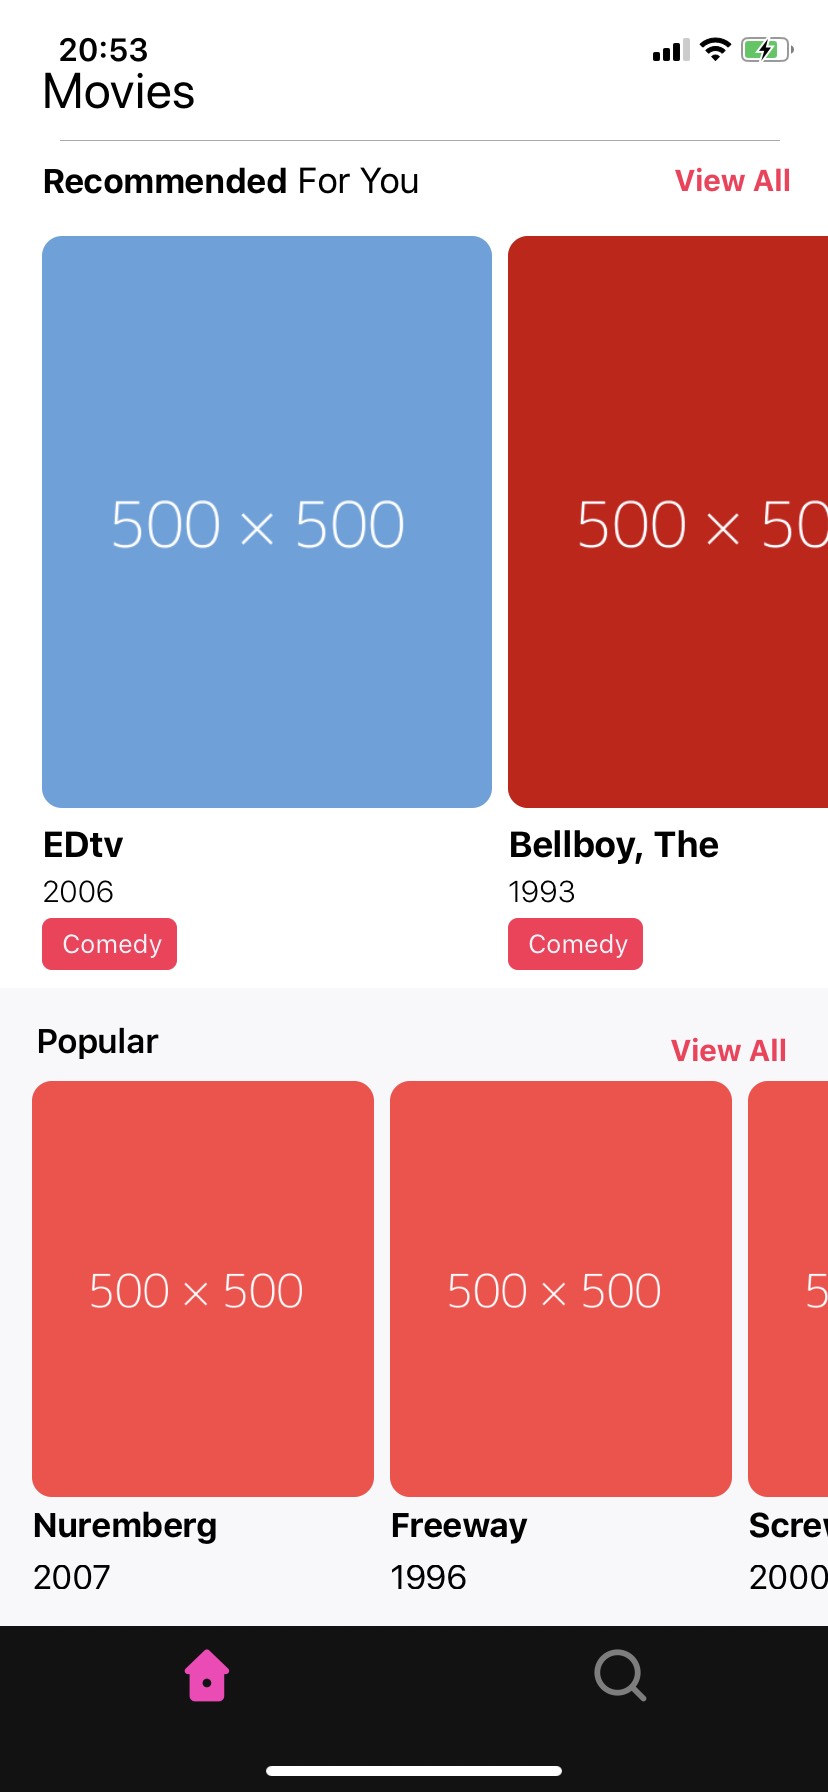 20:53
Movies
Recommended For You
View All
500 × 500
500 × 50
EDtv
Bellboy, The
2006
1993
Comedy
Comedy
Popular
View All
500 × 500
500 × 500
5
Nuremberg
Freeway
Screw
2007
1996
2000